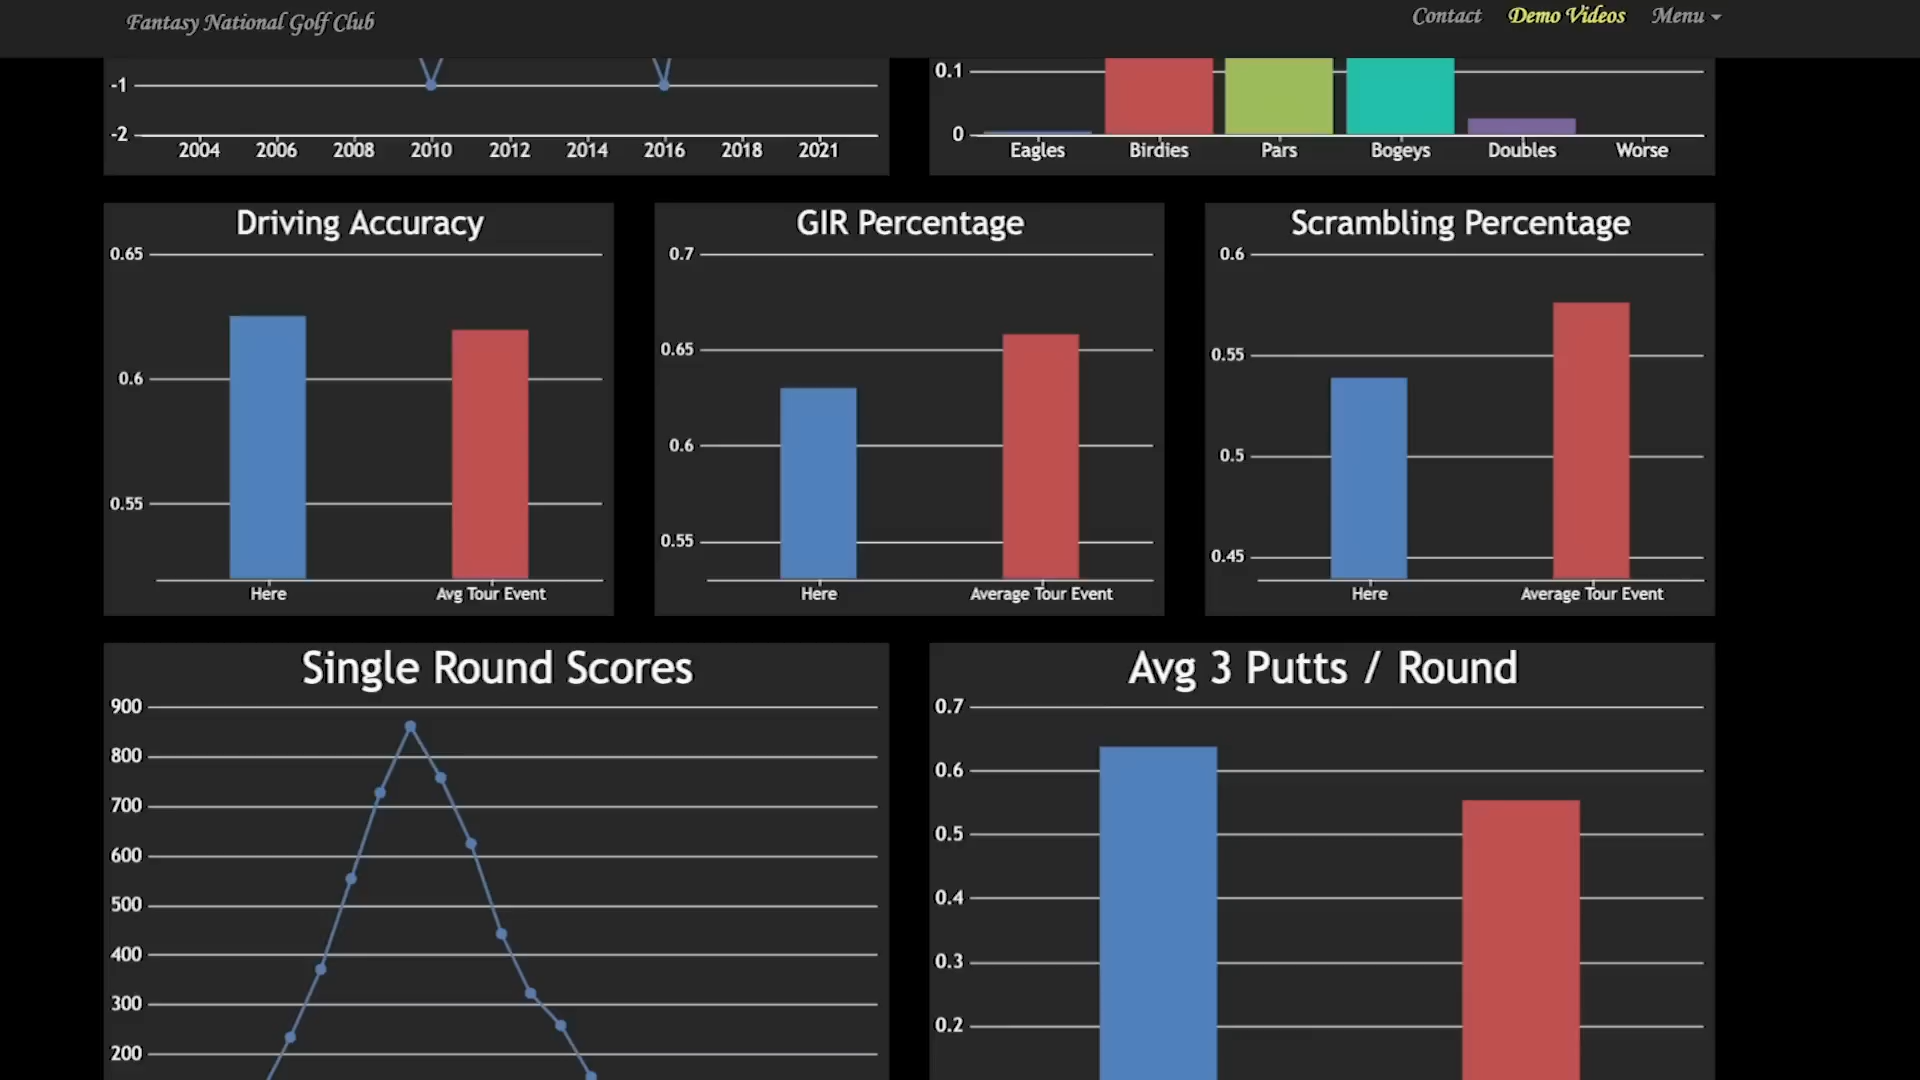 Fantasy National Golf Club
Contact Demo Videos Menu
-1
-2
2004 2006 2008 2010 2012 2014 2016 2018 2021
0.1
0
Eagles Birdies Pars Bogeys Doubles Worse
Driving Accuracy
0.65
0.6
0.55
Here Avg Tour Event
GIR Percentage
0.7
0.65
0.6
0.55
Here Average Tour Event
Scrambling Percentage
0.6
0.55
0.5
0.45
Here Average Tour Event
Single Round Scores
900
800
700
600
500
400
300
200
Avg 3 Putts / Round
0.7
0.6
0.5
0.4
0.3
0.2